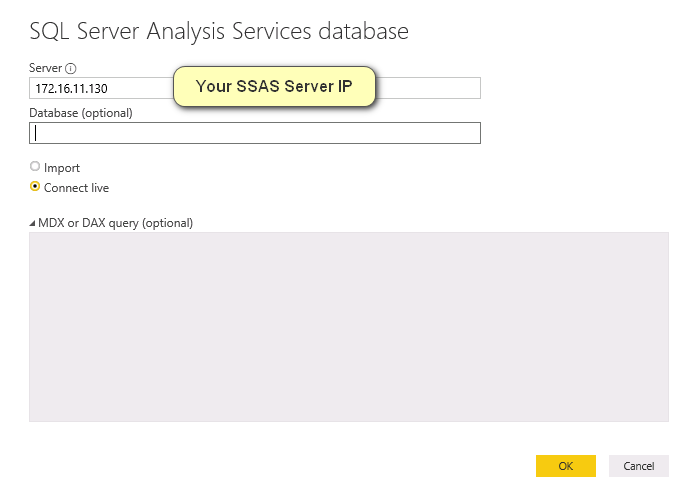 SQL Server Analysis Services database
Server
172.16.11.130
Your SSAS Server IP
Database (optional)
Import
Connect live
MDX or DAX query (optional)
OK
Cancel